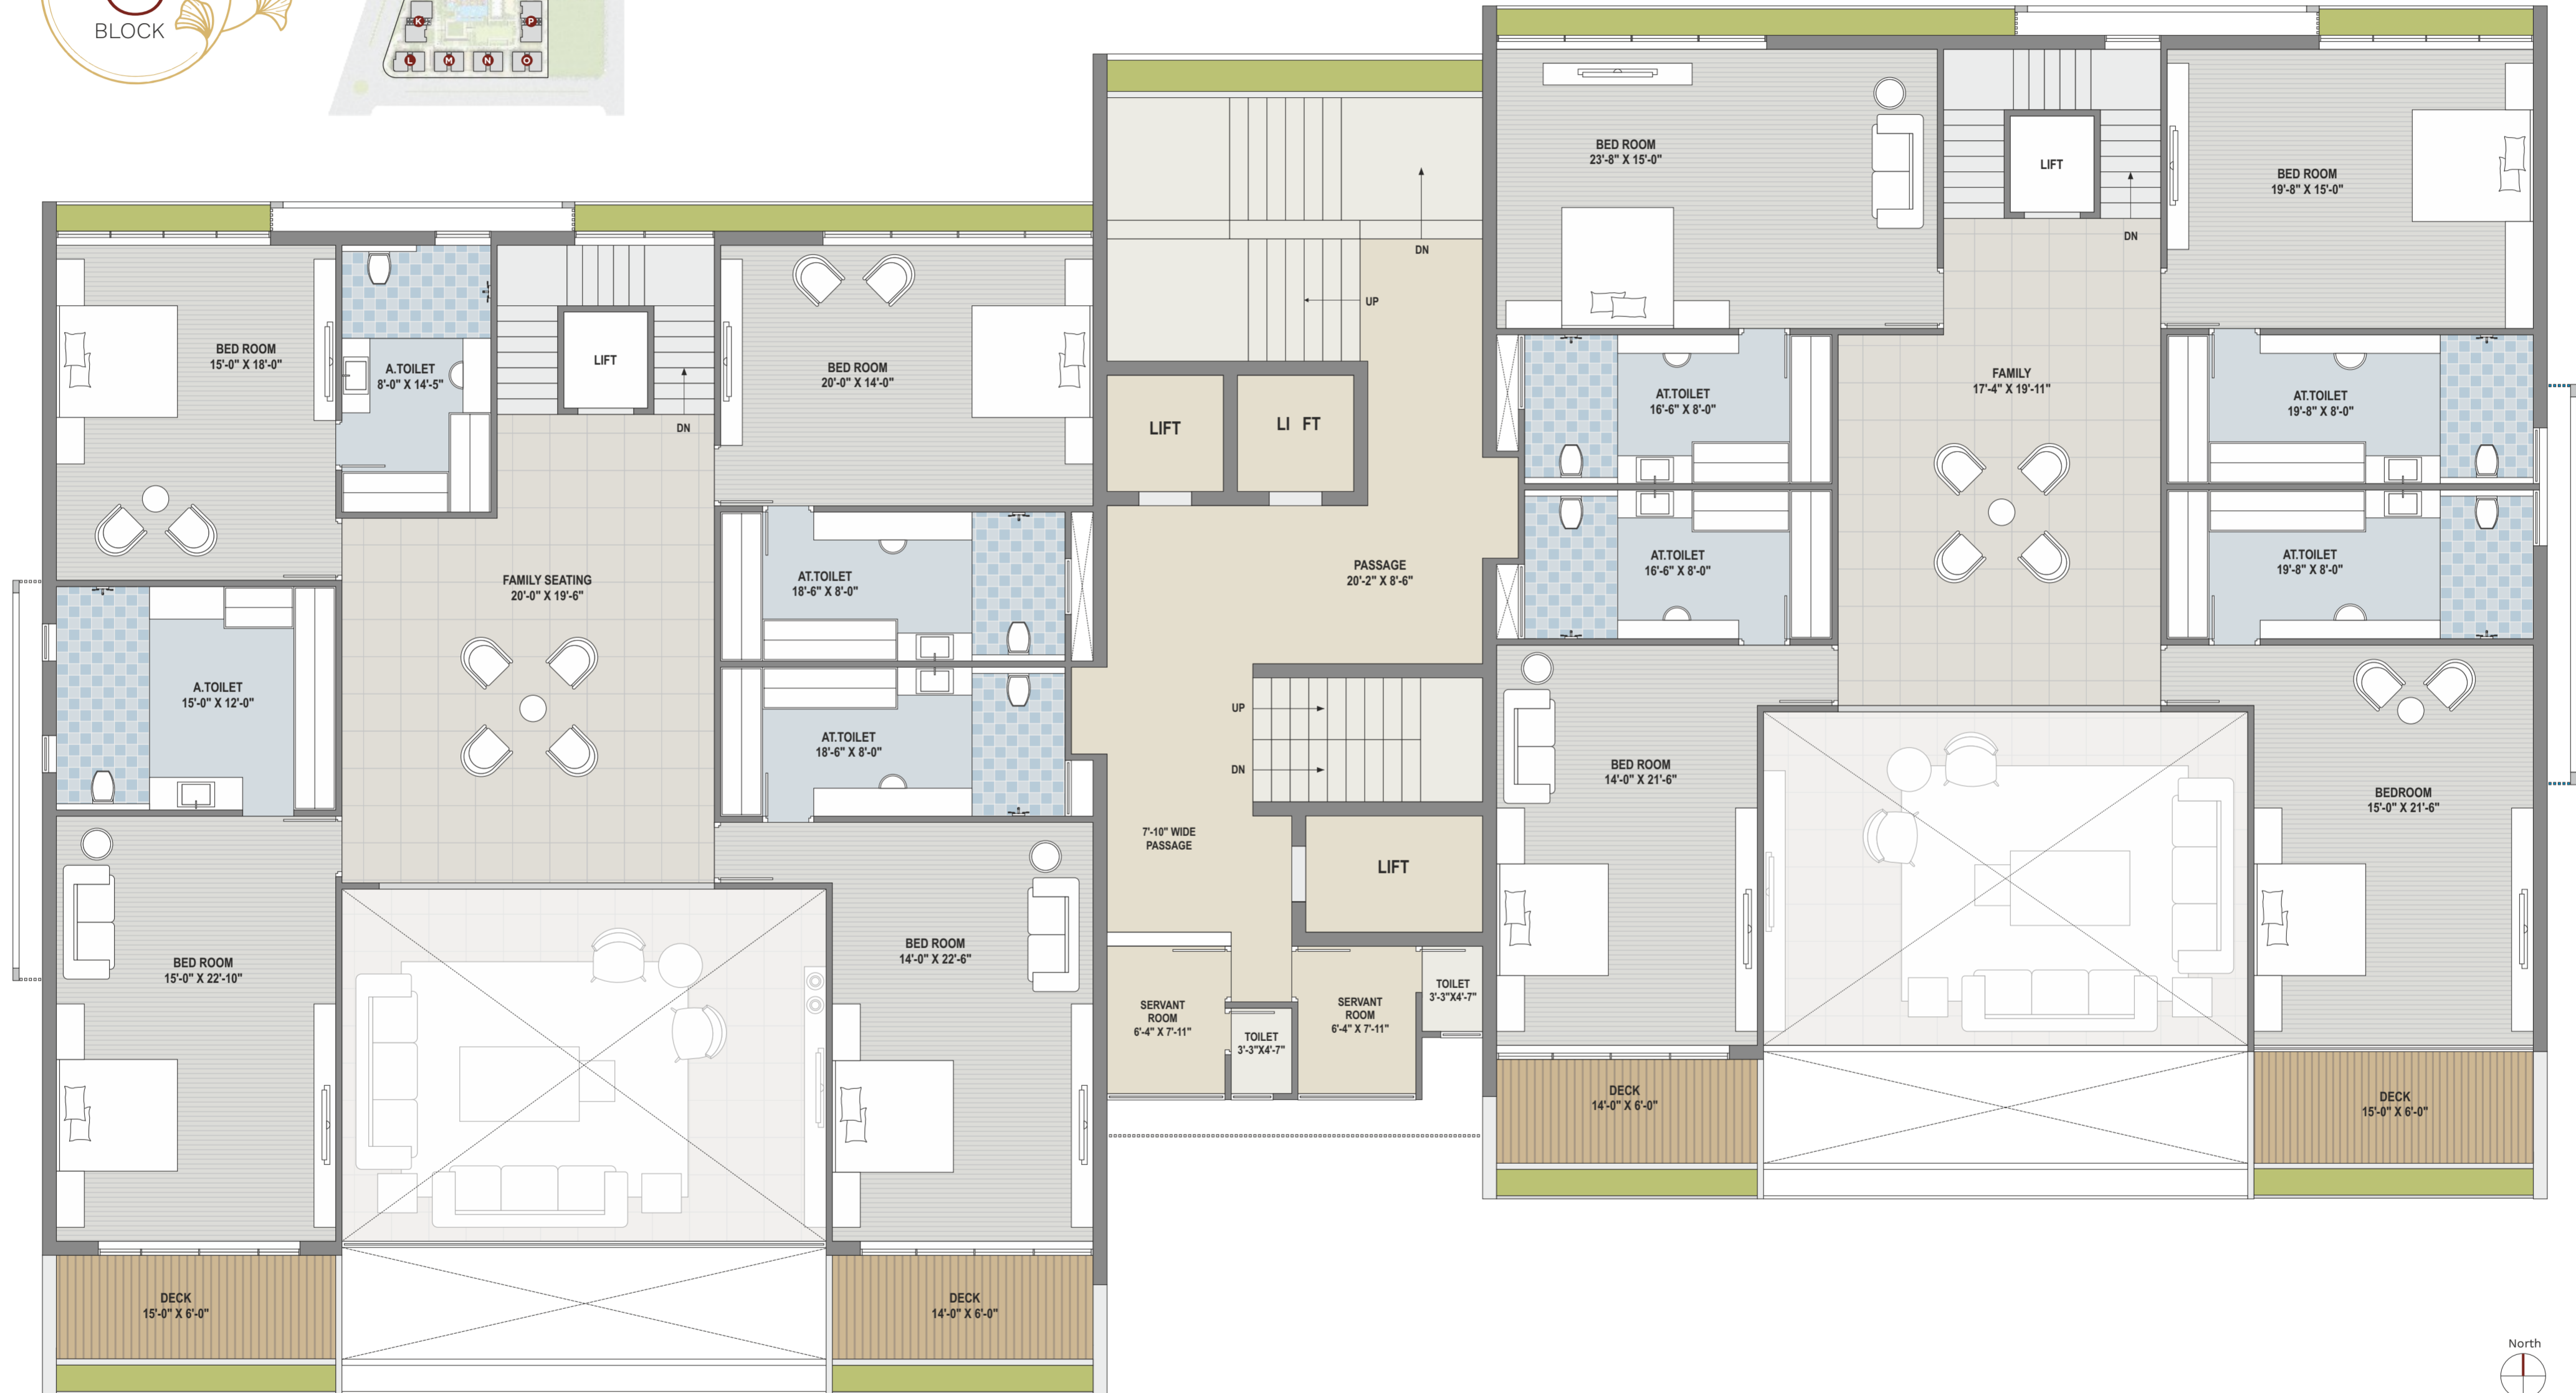 BLOCK
K
P
L
M
N
O
BED ROOM
23'-8" X 15'-0"
LIFT
BED ROOM
19'-8" X 15'-0"
DN
DN
UP
BED ROOM
15'-0" X 18'-0"
A.TOILET
8'-0" X 14'-5"
LIFT
DN
BED ROOM
20'-0" X 14'-0"
LIFT
LI FT
AT.TOILET
16'-6" X 8'-0"
FAMILY
17'-4" X 19'-11"
AT.TOILET
19'-8" X 8'-0"
FAMILY SEATING
20'-0" X 19'-6"
AT.TOILET
18'-6" X 8'-0"
PASSAGE
20'-2" X 8'-6"
AT.TOILET
16'-6" X 8'-0"
AT.TOILET
19'-8" X 8'-0"
A.TOILET
15'-0" X 12'-0"
AT.TOILET
18'-6" X 8'-0"
UP
DN
BED ROOM
14'-0" X 21'-6"
BEDROOM
15'-0" X 21'-6"
7'-10" WIDE
PASSAGE
LIFT
BED ROOM
15'-0" X 22'-10"
BED ROOM
14'-0" X 22'-6"
SERVANT
ROOM
6'-4" X 7'-11"
TOILET
3'-3"X4'-7"
SERVANT
ROOM
6'-4" X 7'-11"
TOILET
3'-3"X4'-7"
DECK
14'-0" X 6'-0"
DECK
15'-0" X 6'-0"
DECK
15'-0" X 6'-0"
DECK
14'-0" X 6'-0"
North